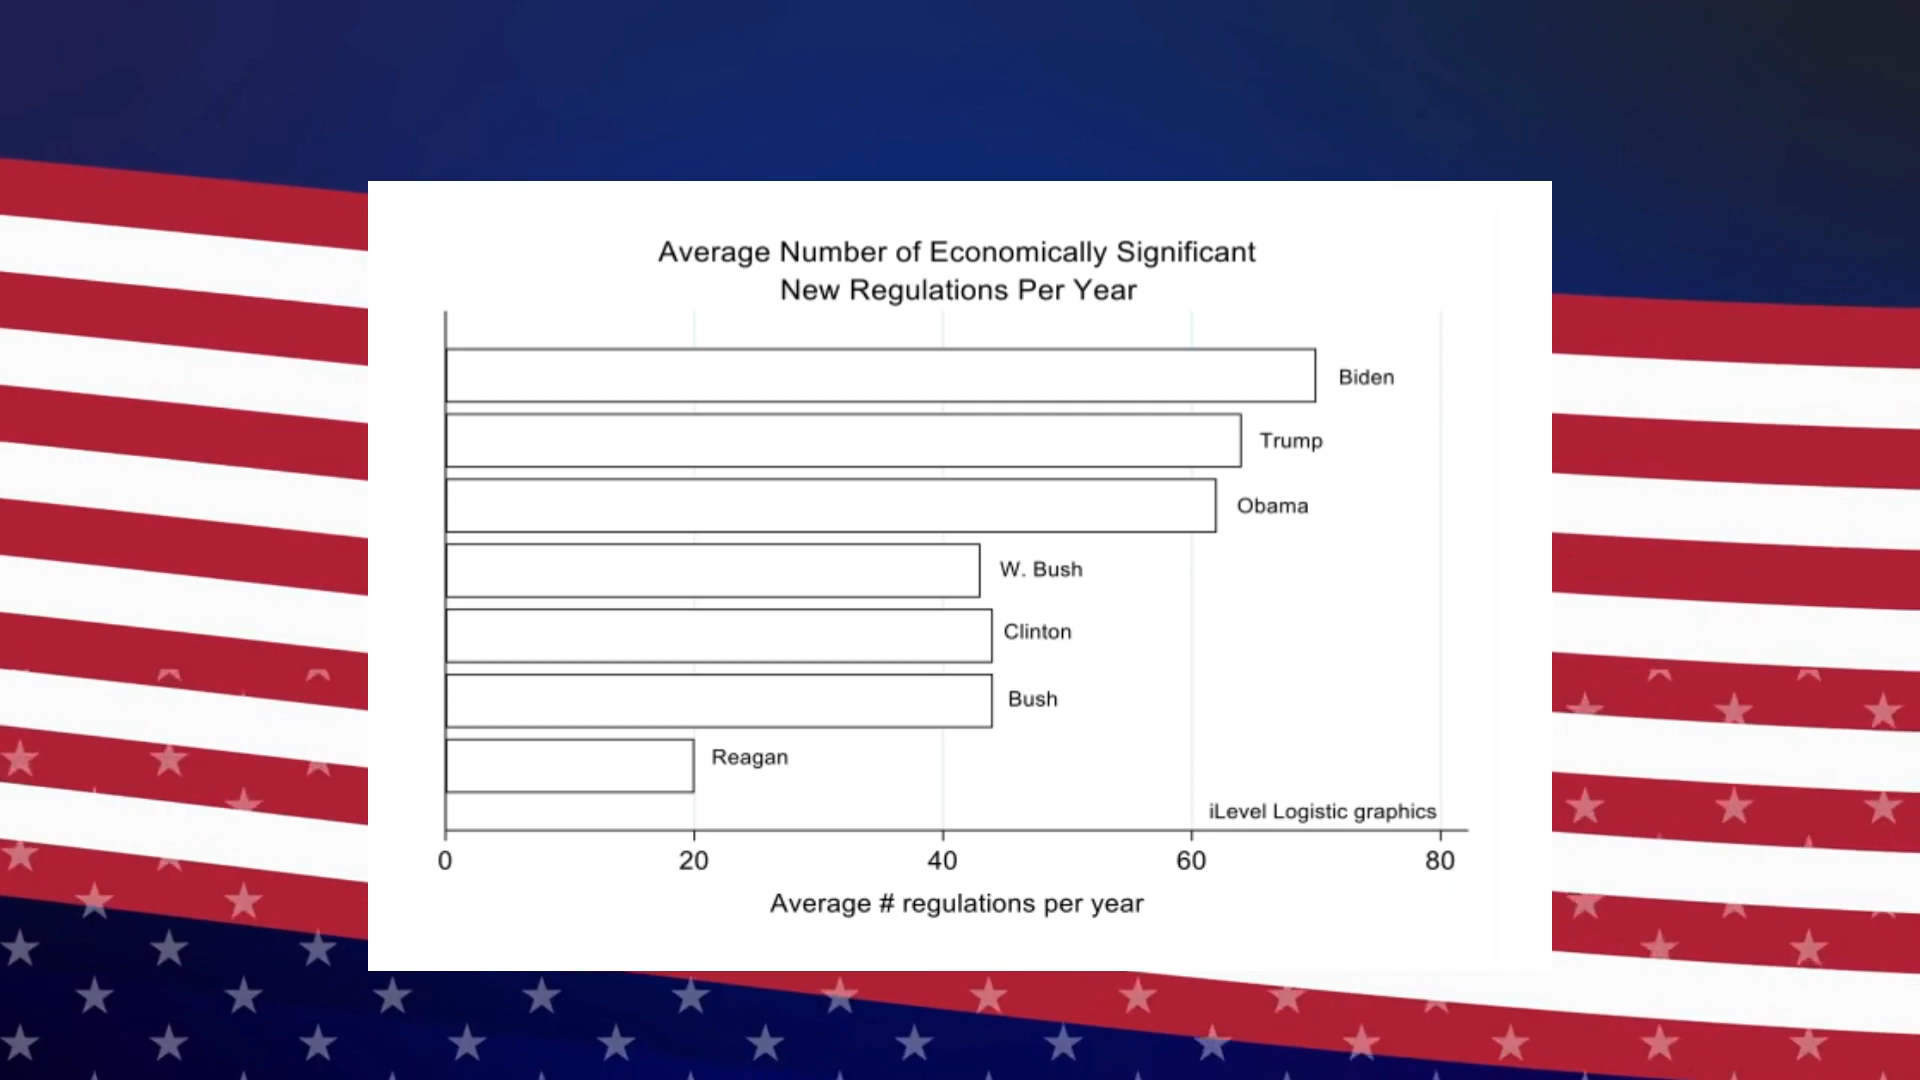 Average Number of Economically Significant
New Regulations Per Year
Biden
Trump
Obama
W. Bush
Clinton
Bush
Reagan
iLevel Logistic graphics
0 20 40 60 80
Average # regulations per year